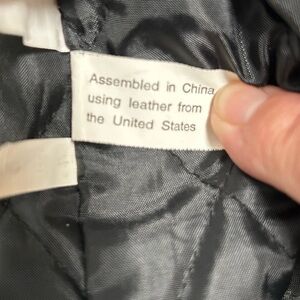 Assembled in China
using leather from
the United States